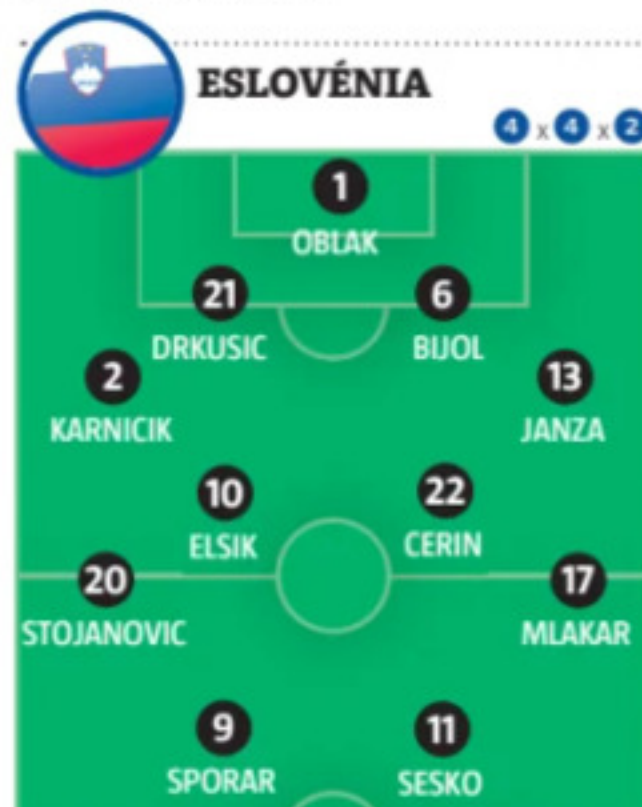 ESLOVÉNIA
4 x 4 x 2
1
OBLAK
21 6
DRKUSIC BIJOL
2 13
KARNICIK JANZA
10 22
ELSIK CERIN
20 17
STOJANOVIC MLAKAR
9 11
SPORAR SESKO